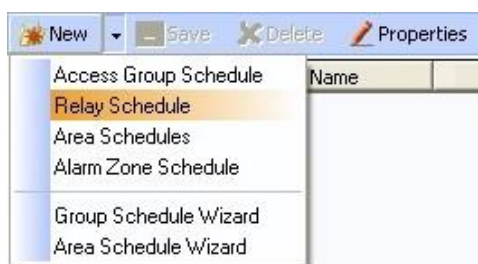 New Save Delete Properties
Access Group Schedule Name
Relay Schedule
Area Schedules
Alarm Zone Schedule
Group Schedule Wizard
Area Schedule Wizard